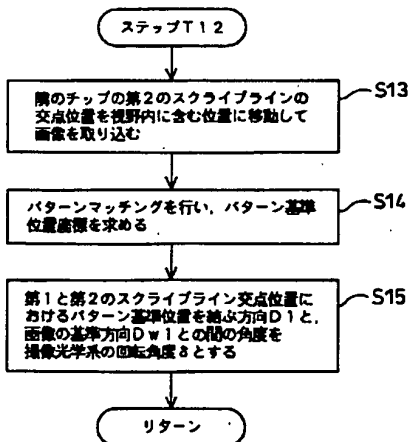 ステップT12
隣のチップの第2のスクライブラインの
交点位置を視野内に含む位置に移動して
画像を取り込む
S13
パターンマッチングを行い,パターン基準
位置座標を求める
S14
第1と第2のスクライブライン交点位置に
おけるパターン基準位置を結ぶ方向D1と,
画像の基準方向Dw1との間の角度を
撮像光学系の回転角度δとする
S15
リターン